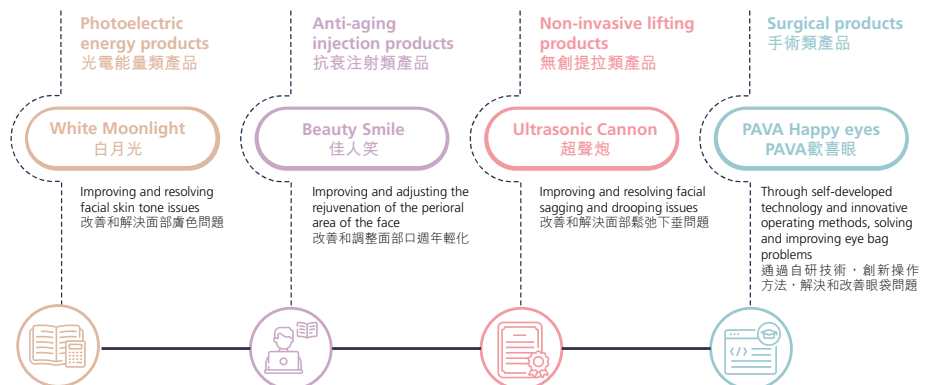 Photoelectric
energy products
光電能量類產品
White Moonlight
白月光
Improving and resolving
facial skin tone issues
改善和解決面部膚色問題
Anti-aging
injection products
抗衰注射類產品
Beauty Smile
佳人笑
Improving and adjusting the
rejuvenation of the perioral
area of the face
改善和調整面部口週年輕化
Non-invasive lifting
products
無創提拉類產品
Ultrasonic Cannon
超聲炮
Improving and resolving facial
sagging and drooping issues
改善和解決面部鬆弛下垂問題
Surgical products
手術類產品
PAVA Happy eyes
PAVA歡喜眼
Through self-developed
technology and innovative
operating methods, solving
and improving eye bag
problems
通過自研技術，創新操作
方法，解決和改善眼袋問題